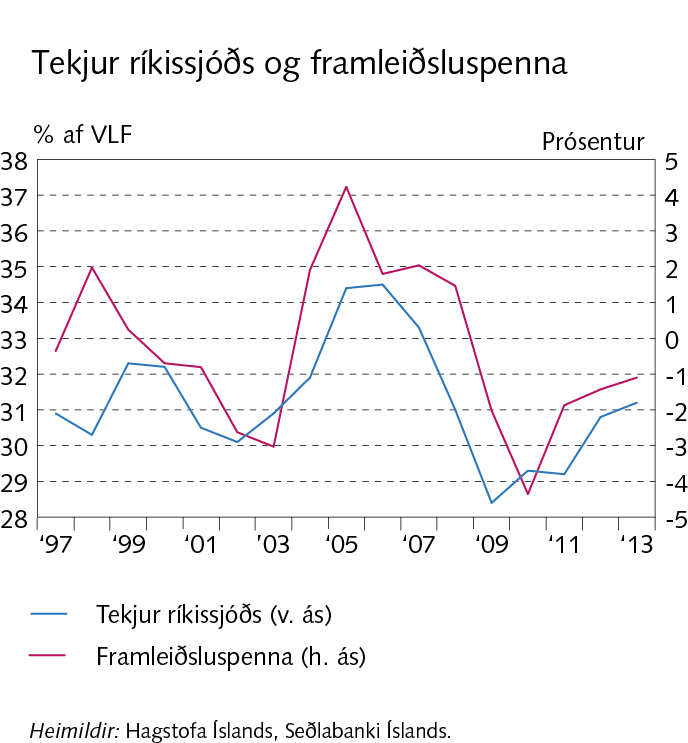 Tekjur ríkissjóðs og framleiðsluspenna
% af VLF
Prósentur
38 5
37 4
36 3
35 2
34 1
33 0
32 -1
31 -2
30 -3
29 -4
28 -5
‘97 ‘99 ‘01 ’03 ‘05 ‘07 ‘09 ‘11 ‘13
Tekjur ríkissjóðs (v. ás)
Framleiðsluspenna (h. ás)
Heimildir: Hagstofa Íslands, Seðlabanki Íslands.